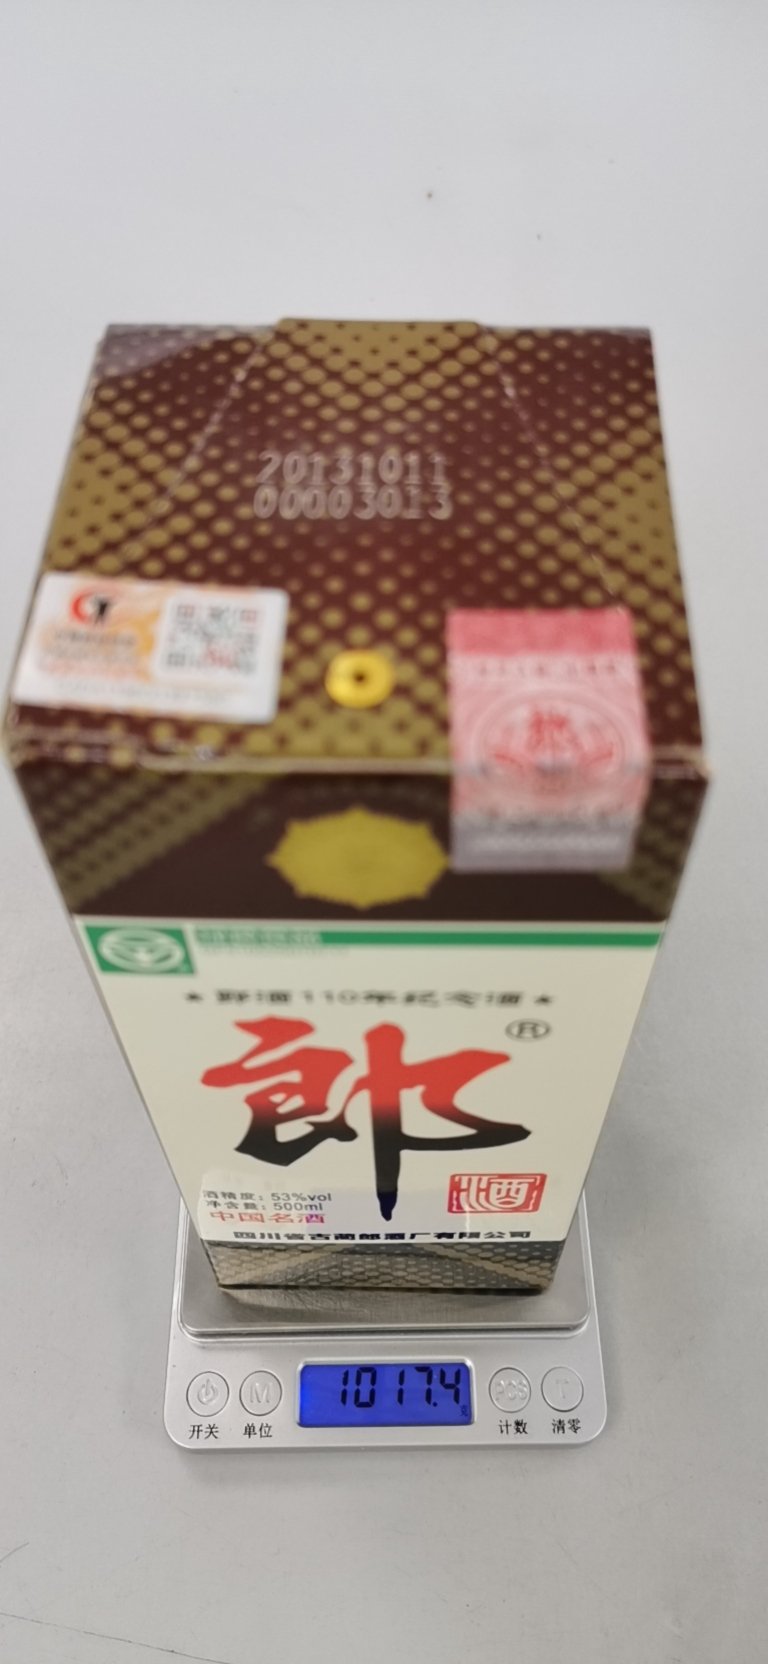 20131011
00003013
★ 郎酒110年纪念酒 ★
郎®
酒精度：53%vol
净含量：500ml
中国名酒
酒
四川省古蔺郎酒厂有限公司
1017.4
g
M
PCS
T
开关
单位
计数
清零